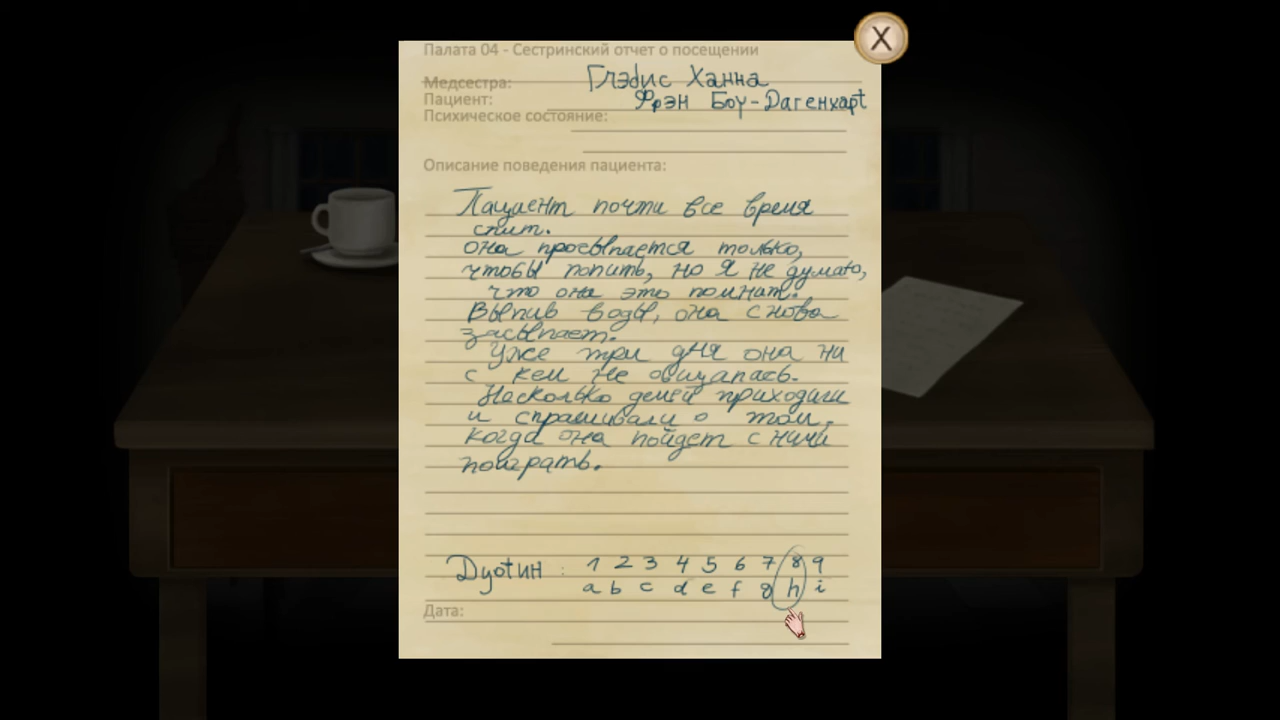 X
Палата 04 - Сестринский отчет о посещении
Медсестра: Глэдис Ханна
Пациент: Фрэн Боу-Дагенхарt
Психическое состояние:
Описание поведения пациента:
Пациент почти все время
спит.
она просыпается только,
чтобы попить, но я не думаю,
что она это помнит.
Выпив воды, она снова
засыпает.
Уже три дня она ни
с кем не общалась.
Несколько детей приходили
и спрашивали о том,
когда она пойдет с ними
поиграть.
Дуоtин : 1 2 3 4 5 6 7 8 9
a b c d e f g h i
Дата: